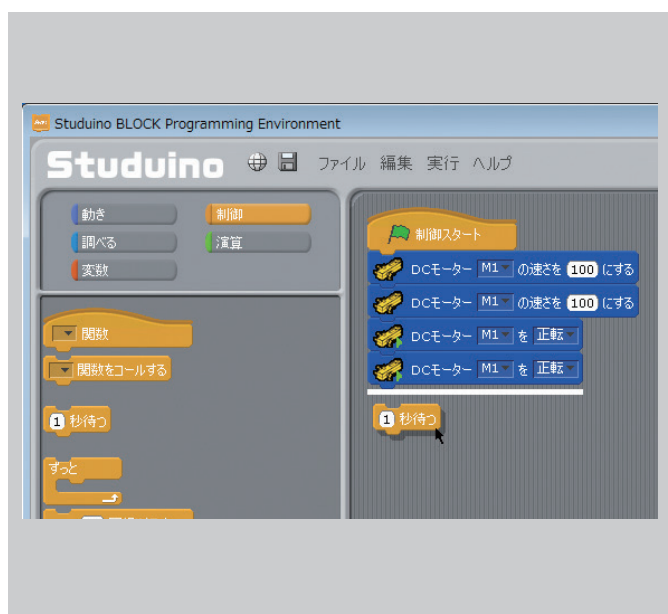 Studuino BLOCK Programming Environment
Studuino ファイル 編集 実行 ヘルプ
動き 制御
調べる 演算
変数
関数
関数をコールする
1 秒待つ
ずっと
制御スタート
DCモーター M1 の速さを 100 にする
DCモーター M1 の速さを 100 にする
DCモーター M1 を 正転
DCモーター M1 を 正転
1 秒待つ